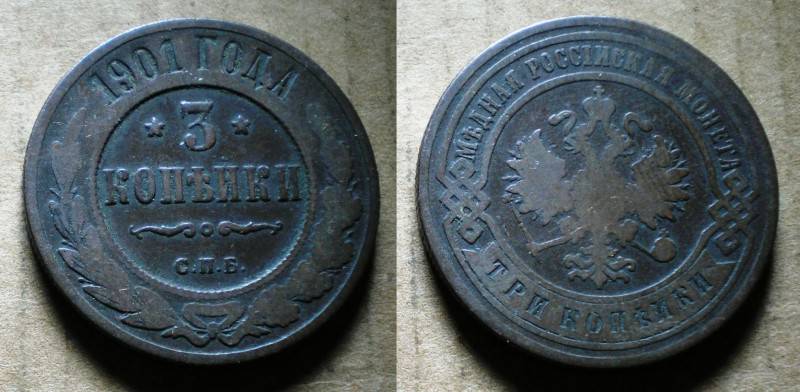 1901 ГОДА
3
КОПѢЙКИ
С.П.Б.
МѢДНАЯ РОССІЙСКАЯ МОНЕТА
ТРИ КОПѢЙКИ